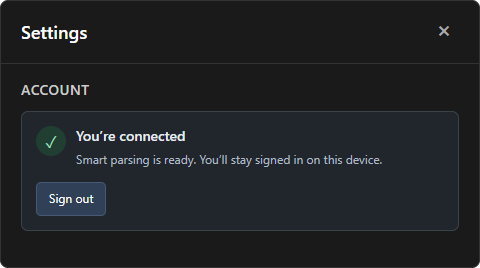 Settings
ACCOUNT
You’re connected
Smart parsing is ready. You’ll stay signed in on this device.
Sign out